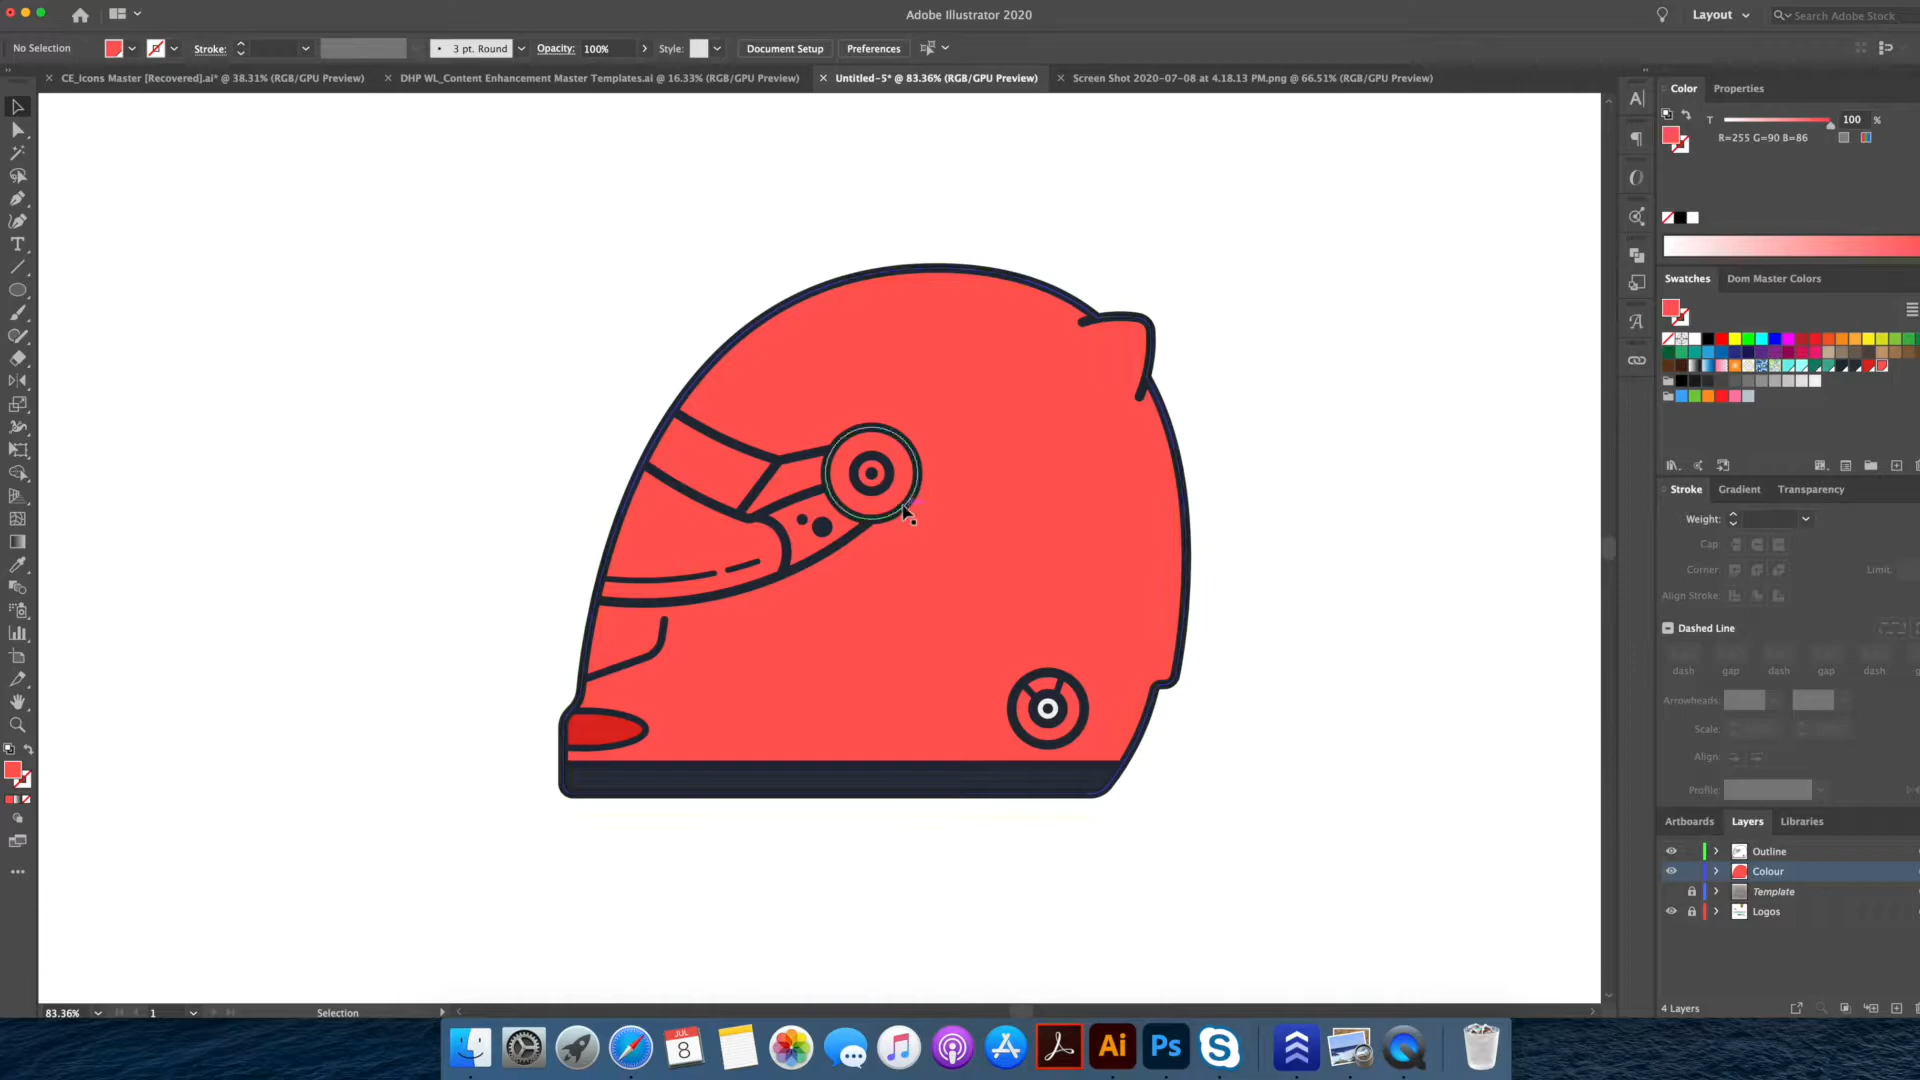 Adobe Illustrator 2020
Layout
Search Adobe Stock
No Selection
Stroke:
3 pt. Round
Opacity:
100%
Style:
Document Setup
Preferences
CE_Icons Master [Recovered].ai* @ 38.31% (RGB/GPU Preview)
DHP WL_Content Enhancement Master Templates.ai @ 16.33% (RGB/GPU Preview)
Untitled-5* @ 83.36% (RGB/GPU Preview)
Screen Shot 2020-07-08 at 4.18.13 PM.png @ 66.51% (RGB/GPU Preview)
Color
Properties
T
100
%
R=255 G=90 B=86
Swatches
Dom Master Colors
Stroke
Gradient
Transparency
Weight:
Cap:
Corner:
Limit:
Align Stroke:
Dashed Line
dash
gap
dash
gap
dash
Arrowheads:
Scale:
Align:
Profile:
Artboards
Layers
Libraries
Outline
Colour
Template
Logos
4 Layers
83.36%
1
Selection
JUL
8
Ai
Ps